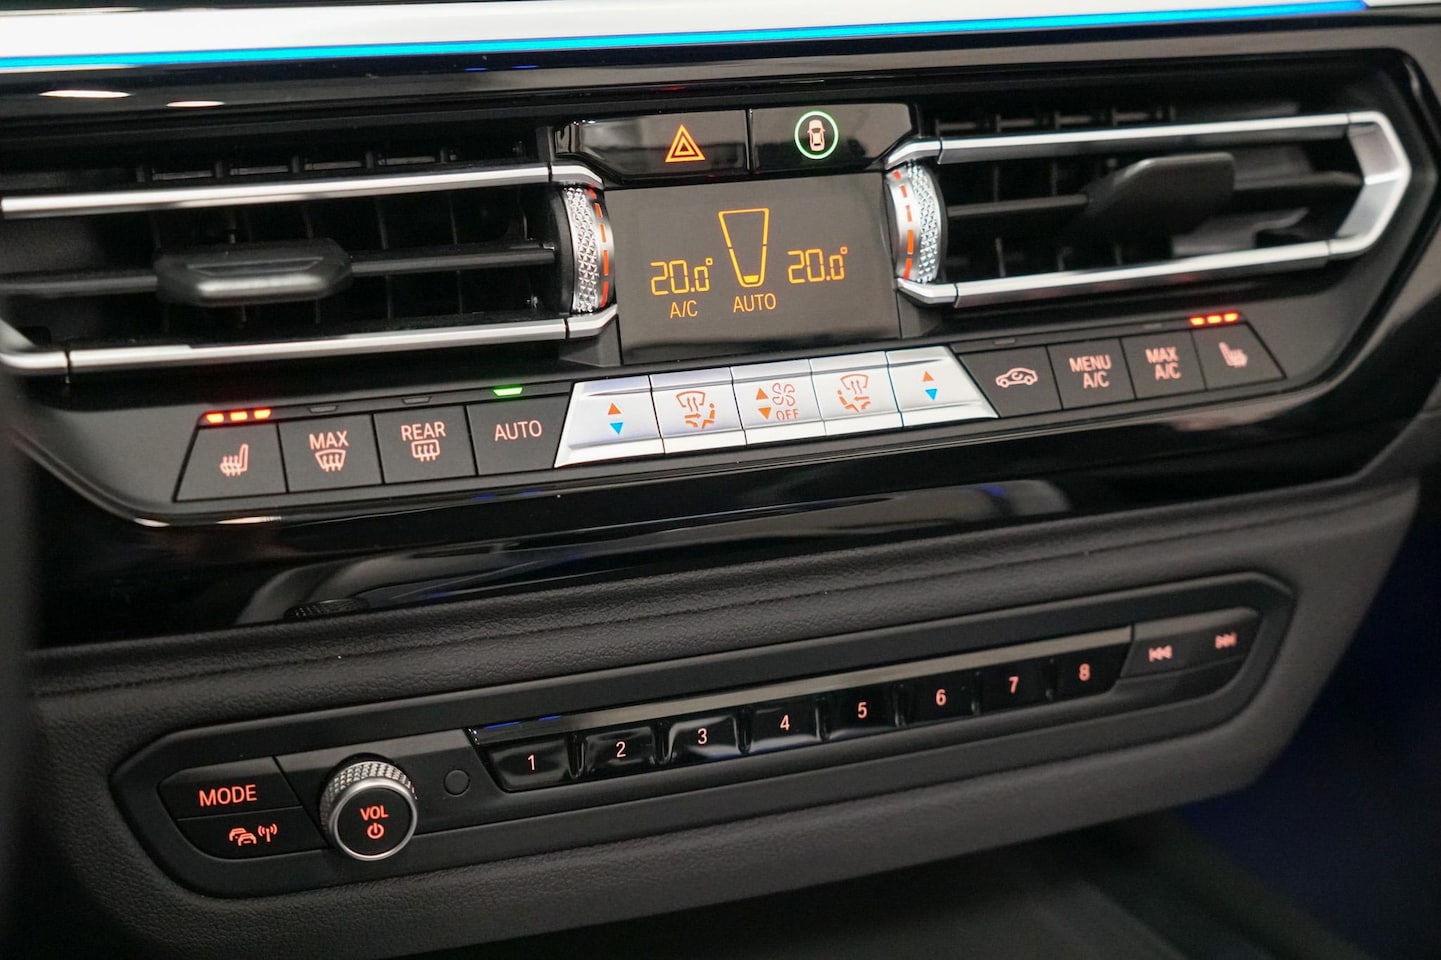 20.0°
A/C
AUTO
20.0°
MAX
REAR
AUTO
OFF
MENU
A/C
MAX
A/C
MODE
VOL
1 2 3 4 5 6 7 8